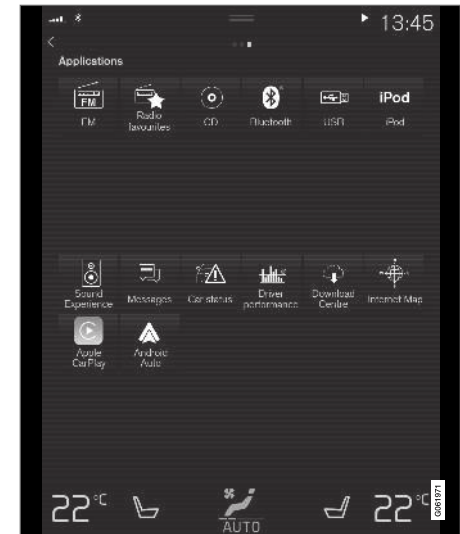 13:45
Applications
FM
FM
Radio
favourites
CD
Bluetooth
USB
iPod
iPod
Sound
Experience
Messages
Car status
Driver
performance
Download
Centre
Internet Map
Apple
CarPlay
Android
Auto
22°C
AUTO
22°C
G061971